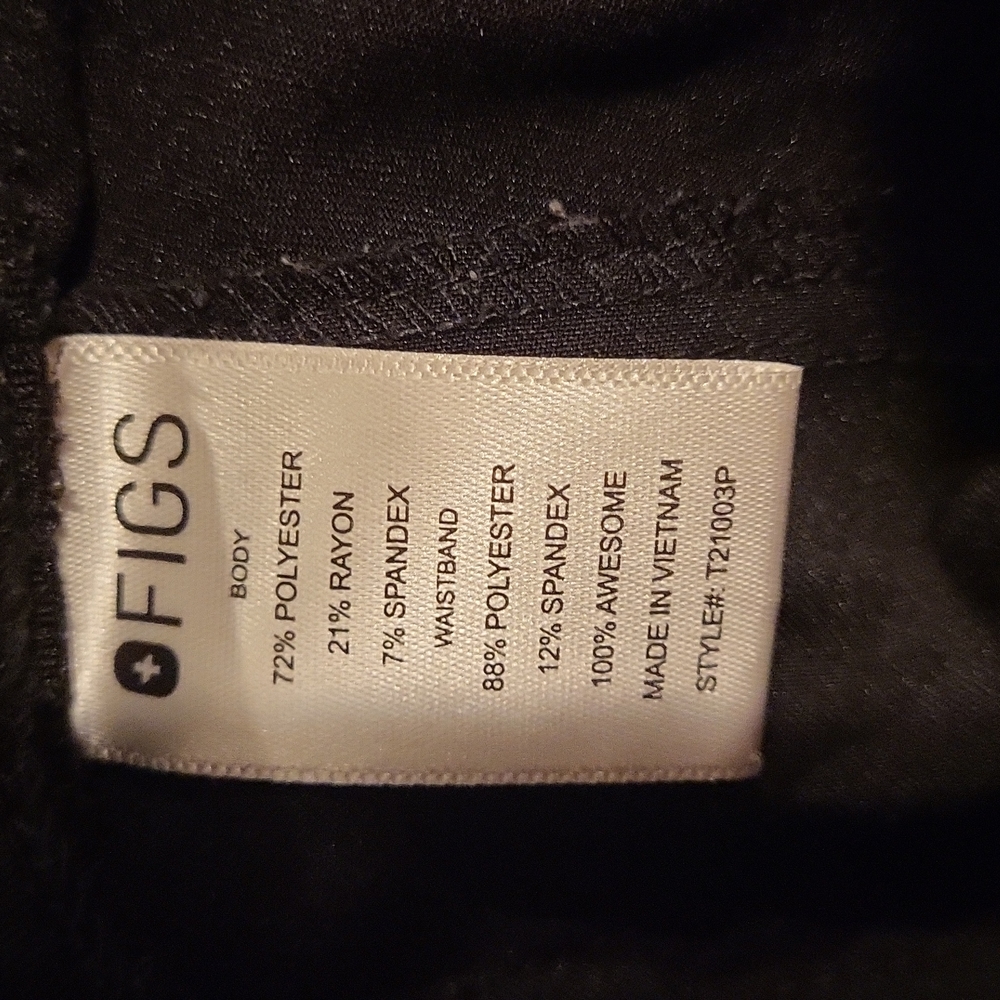 FIGS
BODY
72% POLYESTER
21% RAYON
7% SPANDEX
WAISTBAND
88% POLYESTER
12% SPANDEX
100% AWESOME
MADE IN VIETNAM
STYLE#: T21003P